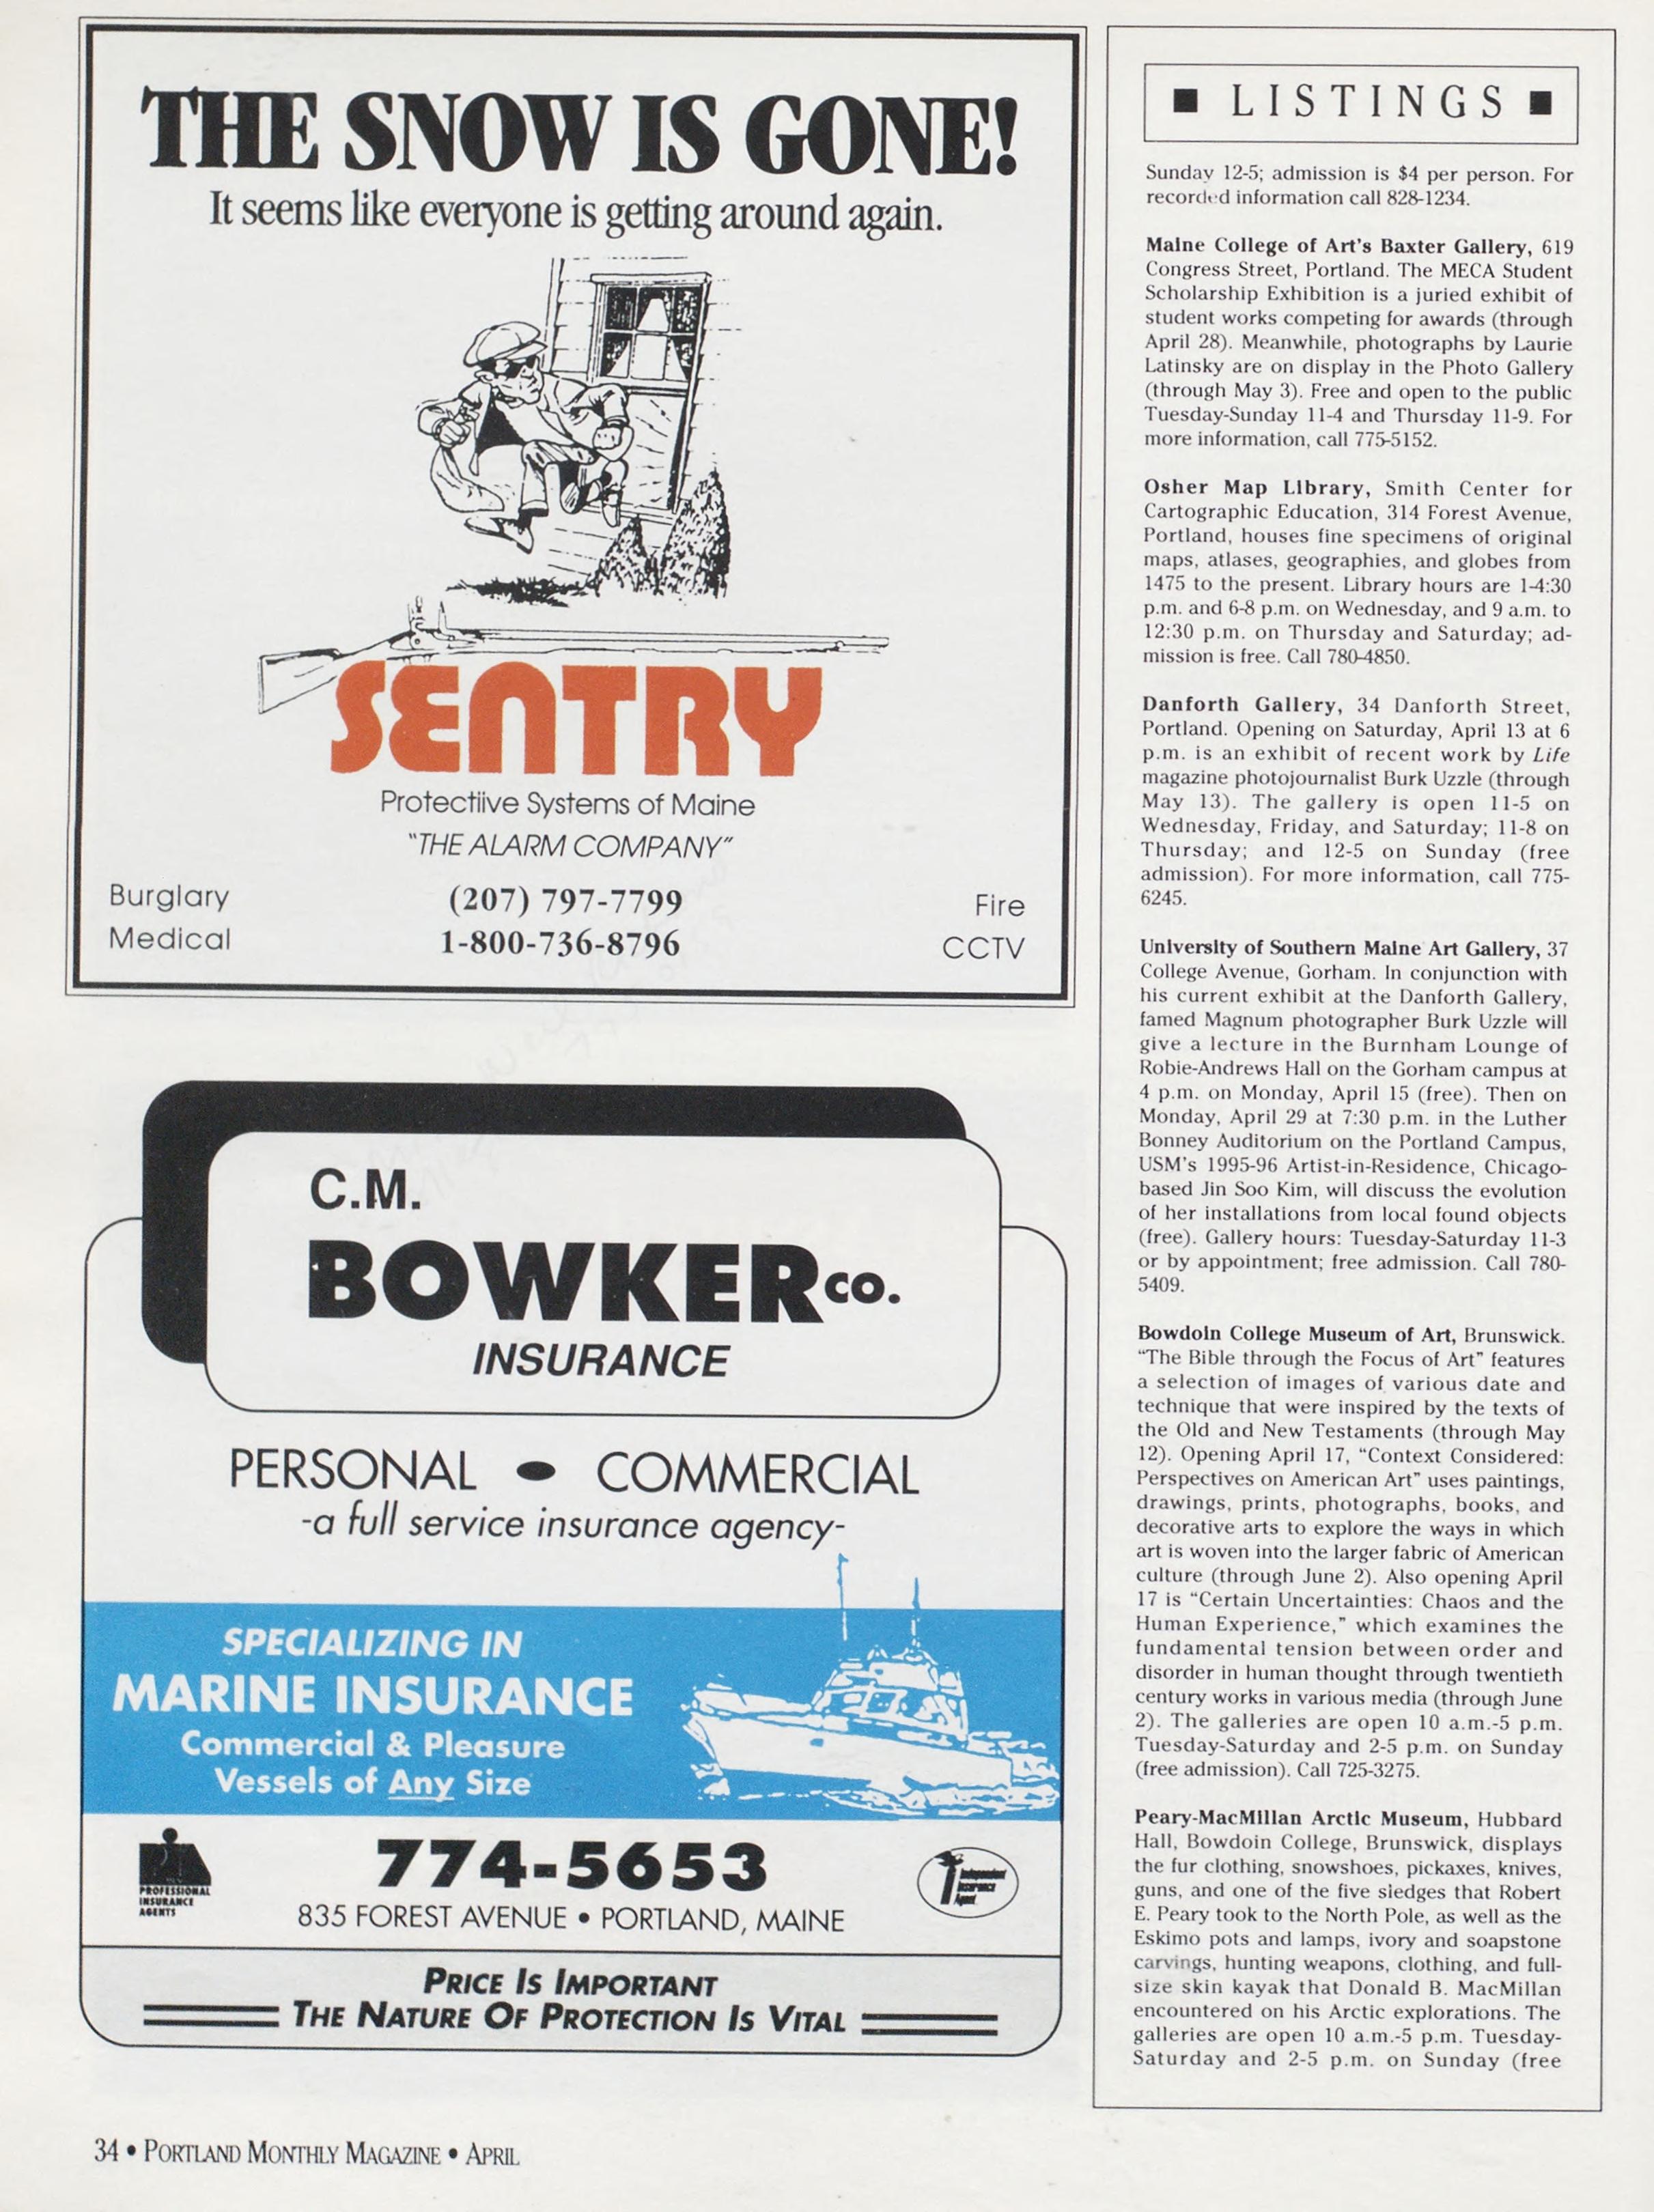 THE SNOW IS GONE!
It seems like everyone is getting around again.
SENTRY
Protectiive Systems of Maine
"THE ALARM COMPANY"
Burglary
Medical
(207) 797-7799
1-800-736-8796
Fire
CCTV
C.M.
BOWKER CO.
INSURANCE
PERSONAL • COMMERCIAL
-a full service insurance agency-
SPECIALIZING IN
MARINE INSURANCE
Commercial & Pleasure
Vessels of Any Size
PROFESSIONAL
INSURANCE
AGENTS
774-5653
835 FOREST AVENUE • PORTLAND, MAINE
Independent
Insurance
Agent
PRICE IS IMPORTANT
THE NATURE OF PROTECTION IS VITAL
■ LISTINGS ■
Sunday 12-5; admission is $4 per person. For
recorded information call 828-1234.
Maine College of Art's Baxter Gallery, 619
Congress Street, Portland. The MECA Student
Scholarship Exhibition is a juried exhibit of
student works competing for awards (through
April 28). Meanwhile, photographs by Laurie
Latinsky are on display in the Photo Gallery
(through May 3). Free and open to the public
Tuesday-Sunday 11-4 and Thursday 11-9. For
more information, call 775-5152.
Osher Map Library, Smith Center for
Cartographic Education, 314 Forest Avenue,
Portland, houses fine specimens of original
maps, atlases, geographies, and globes from
1475 to the present. Library hours are 1-4:30
p.m. and 6-8 p.m. on Wednesday, and 9 a.m. to
12:30 p.m. on Thursday and Saturday; ad-
mission is free. Call 780-4850.
Danforth Gallery, 34 Danforth Street,
Portland. Opening on Saturday, April 13 at 6
p.m. is an exhibit of recent work by Life
magazine photojournalist Burk Uzzle (through
May 13). The gallery is open 11-5 on
Wednesday, Friday, and Saturday; 11-8 on
Thursday; and 12-5 on Sunday (free
admission). For more information, call 775-
6245.
University of Southern Maine Art Gallery, 37
College Avenue, Gorham. In conjunction with
his current exhibit at the Danforth Gallery,
famed Magnum photographer Burk Uzzle will
give a lecture in the Burnham Lounge of
Robie-Andrews Hall on the Gorham campus at
4 p.m. on Monday, April 15 (free). Then on
Monday, April 29 at 7:30 p.m. in the Luther
Bonney Auditorium on the Portland Campus,
USM's 1995-96 Artist-in-Residence, Chicago-
based Jin Soo Kim, will discuss the evolution
of her installations from local found objects
(free). Gallery hours: Tuesday-Saturday 11-3
or by appointment; free admission. Call 780-
5409.
Bowdoin College Museum of Art, Brunswick.
"The Bible through the Focus of Art" features
a selection of images of various date and
technique that were inspired by the texts of
the Old and New Testaments (through May
12). Opening April 17, "Context Considered:
Perspectives on American Art" uses paintings,
drawings, prints, photographs, books, and
decorative arts to explore the ways in which
art is woven into the larger fabric of American
culture (through June 2). Also opening April
17 is "Certain Uncertainties: Chaos and the
Human Experience," which examines the
fundamental tension between order and
disorder in human thought through twentieth
century works in various media (through June
2). The galleries are open 10 a.m.-5 p.m.
Tuesday-Saturday and 2-5 p.m. on Sunday
(free admission). Call 725-3275.
Peary-MacMillan Arctic Museum, Hubbard
Hall, Bowdoin College, Brunswick, displays
the fur clothing, snowshoes, pickaxes, knives,
guns, and one of the five sledges that Robert
E. Peary took to the North Pole, as well as the
Eskimo pots and lamps, ivory and soapstone
carvings, hunting weapons, clothing, and full-
size skin kayak that Donald B. MacMillan
encountered on his Arctic explorations. The
galleries are open 10 a.m.-5 p.m. Tuesday-
Saturday and 2-5 p.m. on Sunday (free
34 • PORTLAND MONTHLY MAGAZINE • APRIL